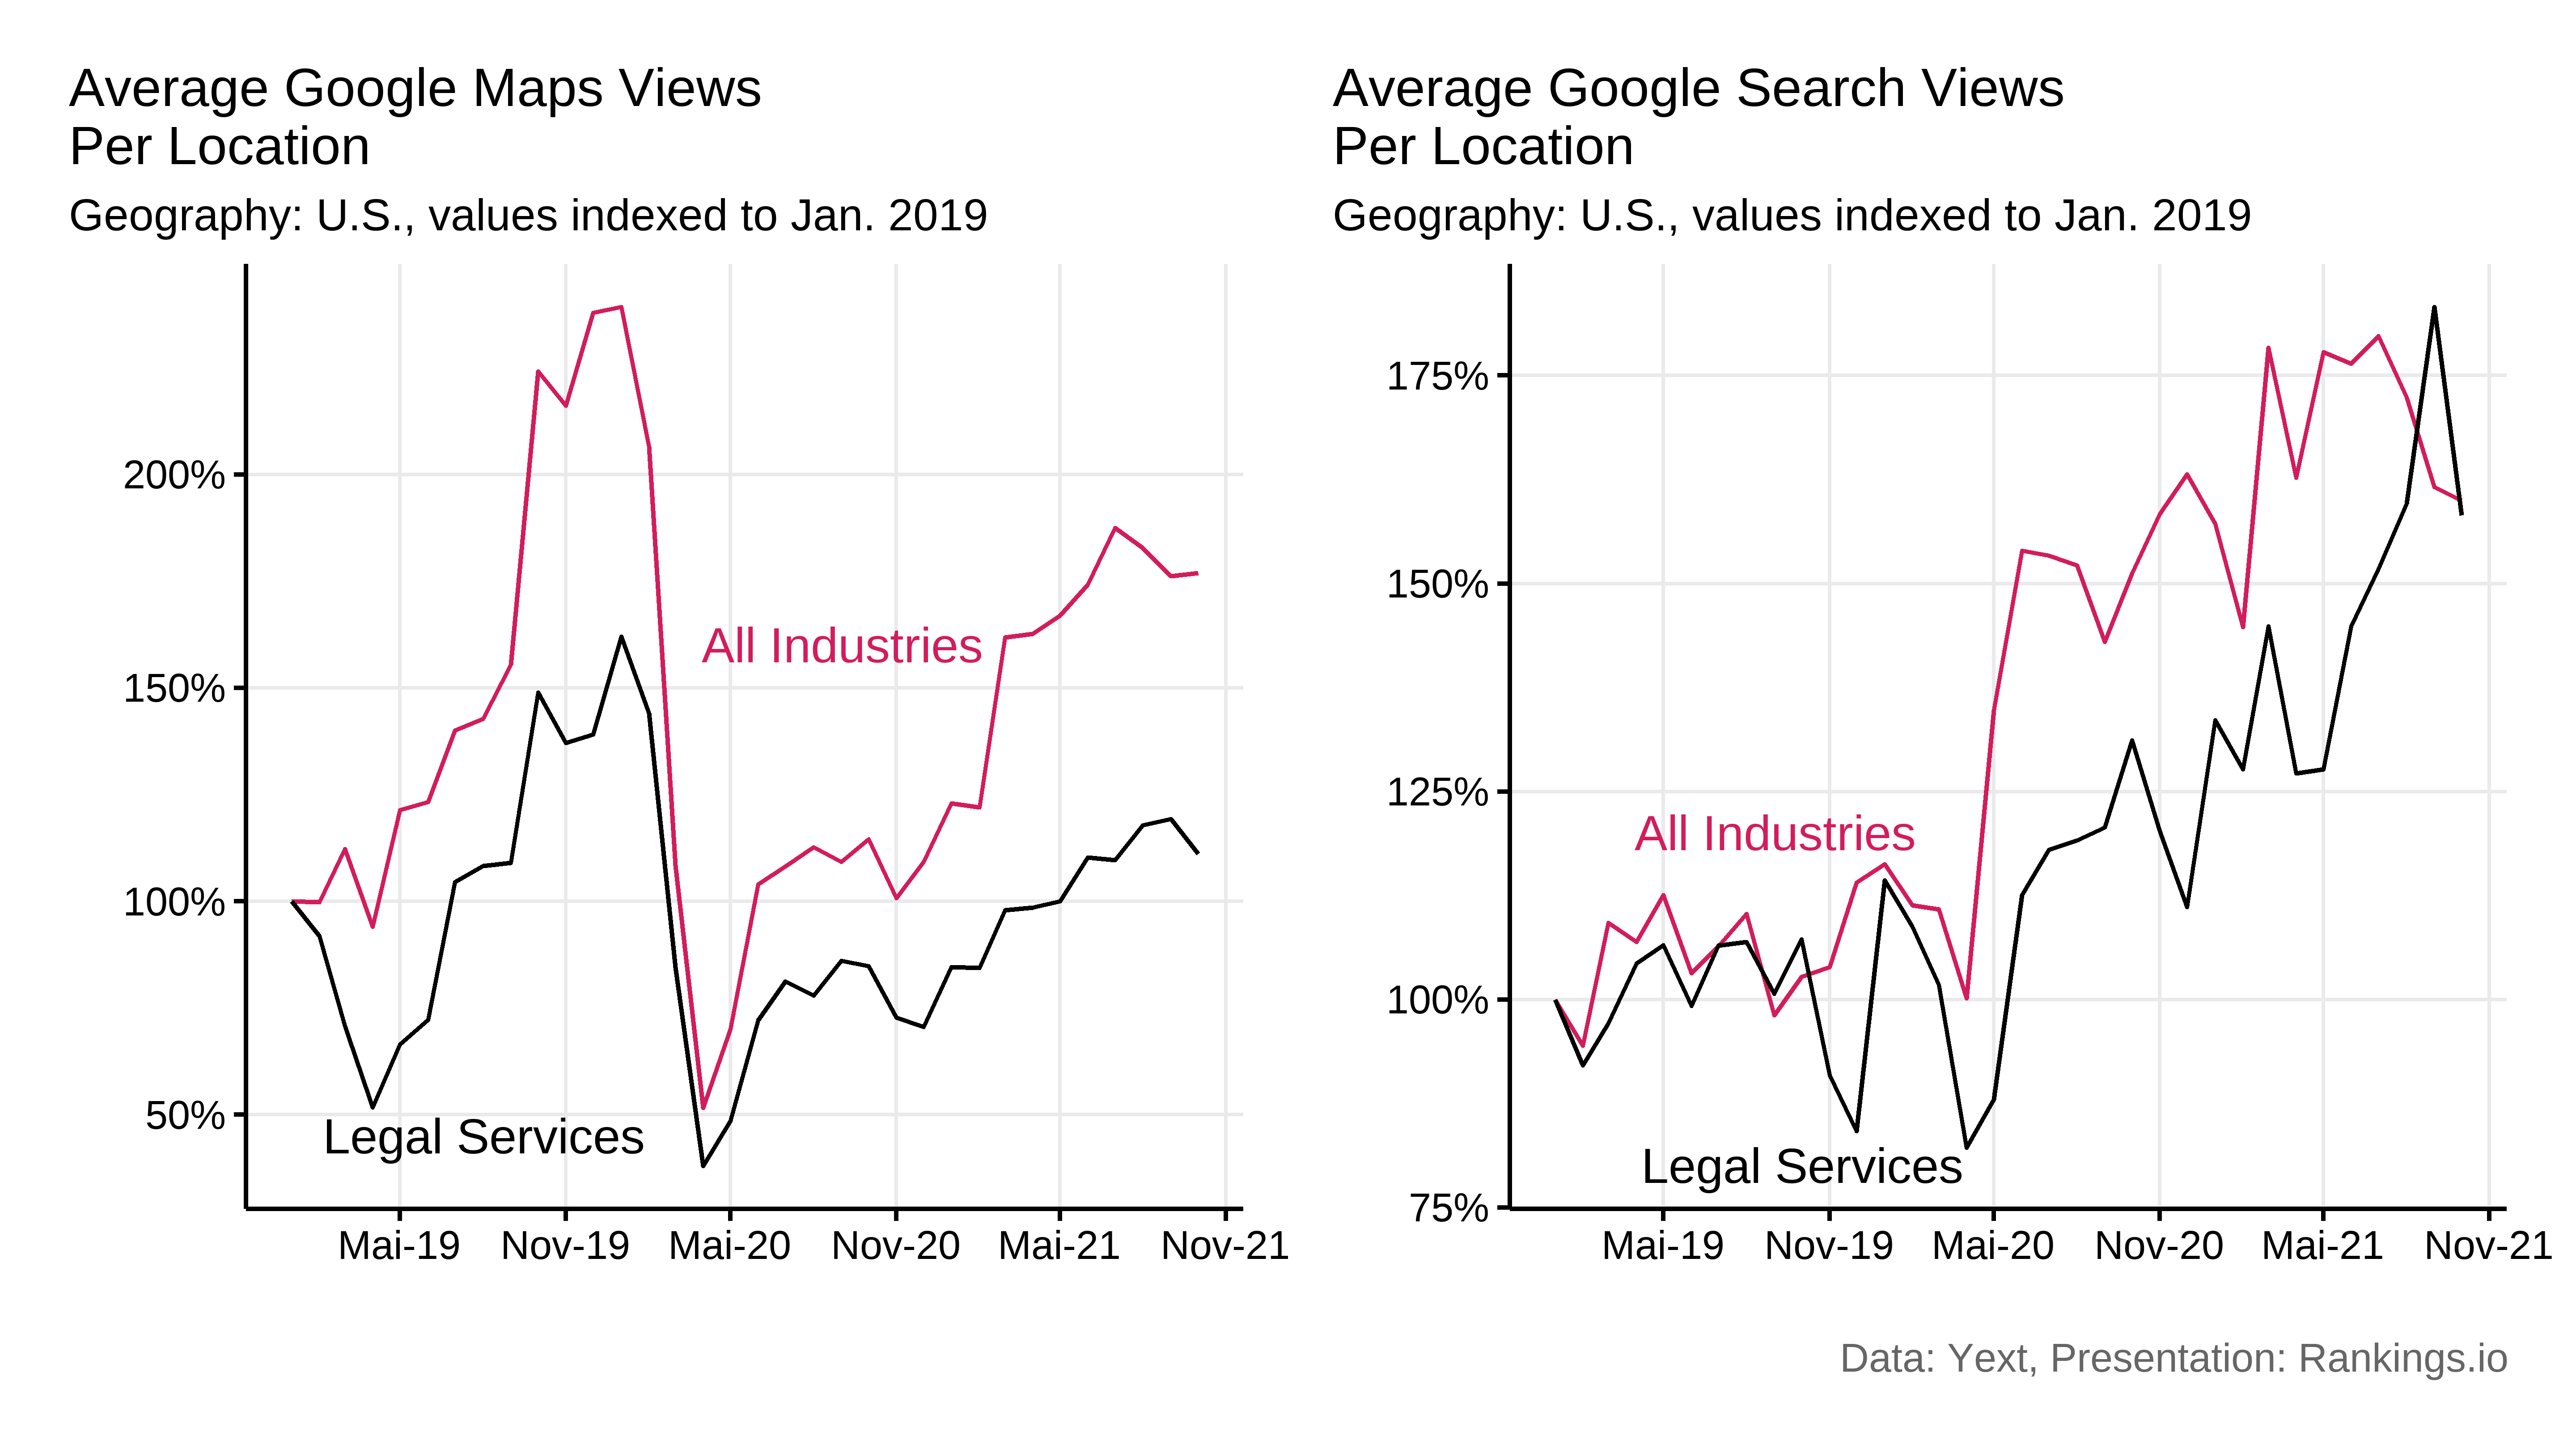 Average Google Maps Views
Per Location
Geography: U.S., values indexed to Jan. 2019
200%
150%
100%
50%
All Industries
Legal Services
Mai-19 Nov-19 Mai-20 Nov-20 Mai-21 Nov-21
Average Google Search Views
Per Location
Geography: U.S., values indexed to Jan. 2019
175%
150%
125%
100%
75%
All Industries
Legal Services
Mai-19 Nov-19 Mai-20 Nov-20 Mai-21 Nov-21
Data: Yext, Presentation: Rankings.io